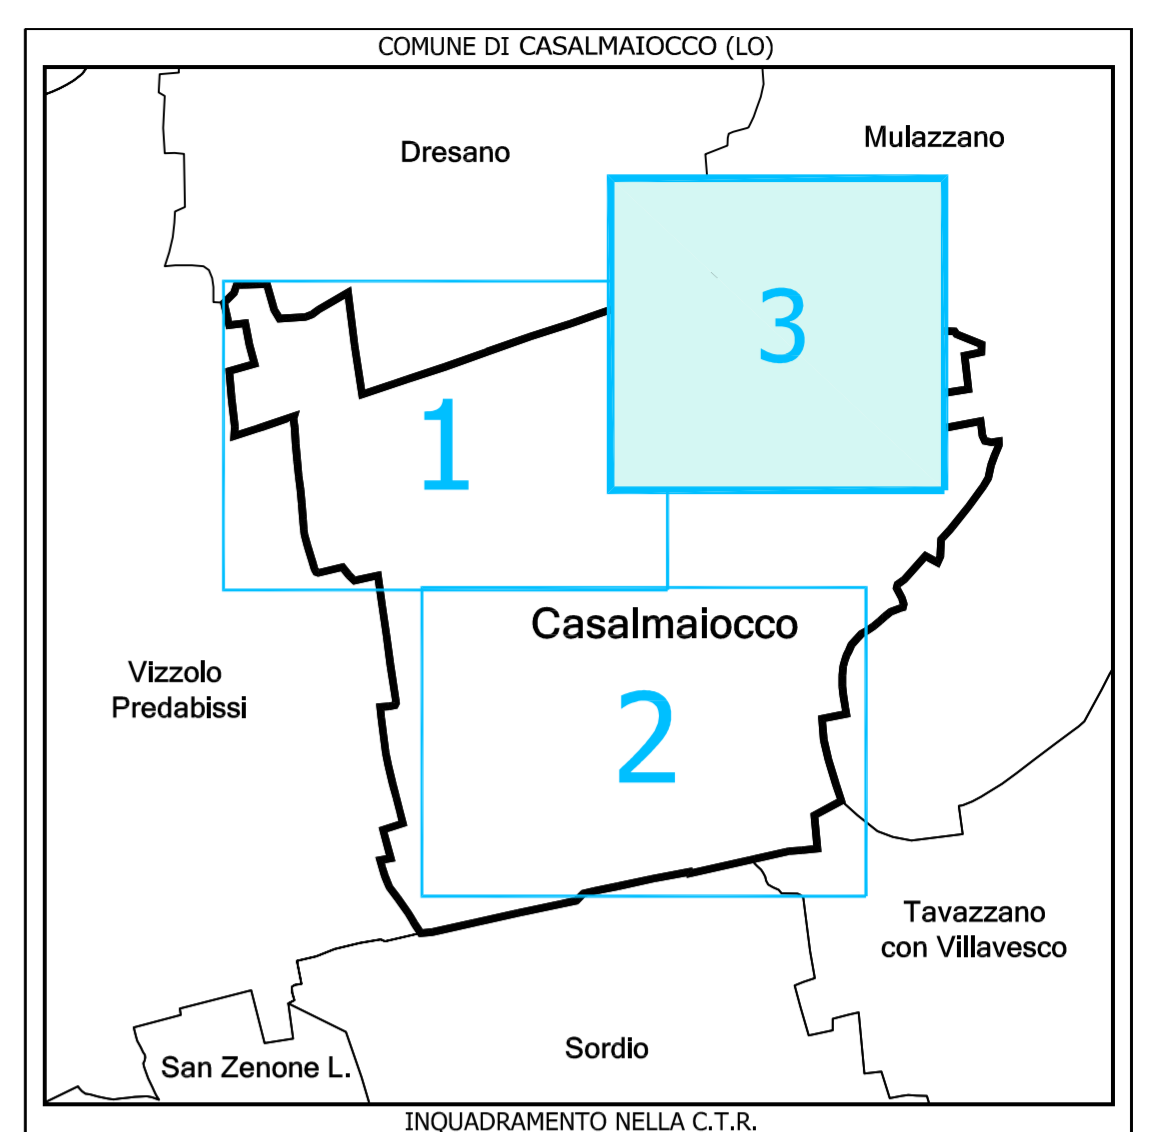 COMUNE DI CASALMAIOCCO (LO)
Dresano
Mulazzano
3
1
Casalmaiocco
2
Vizzolo
Predabissi
Tavazzano
con Villavesco
Sordio
San Zenone L.
INQUADRAMENTO NELLA C.T.R.